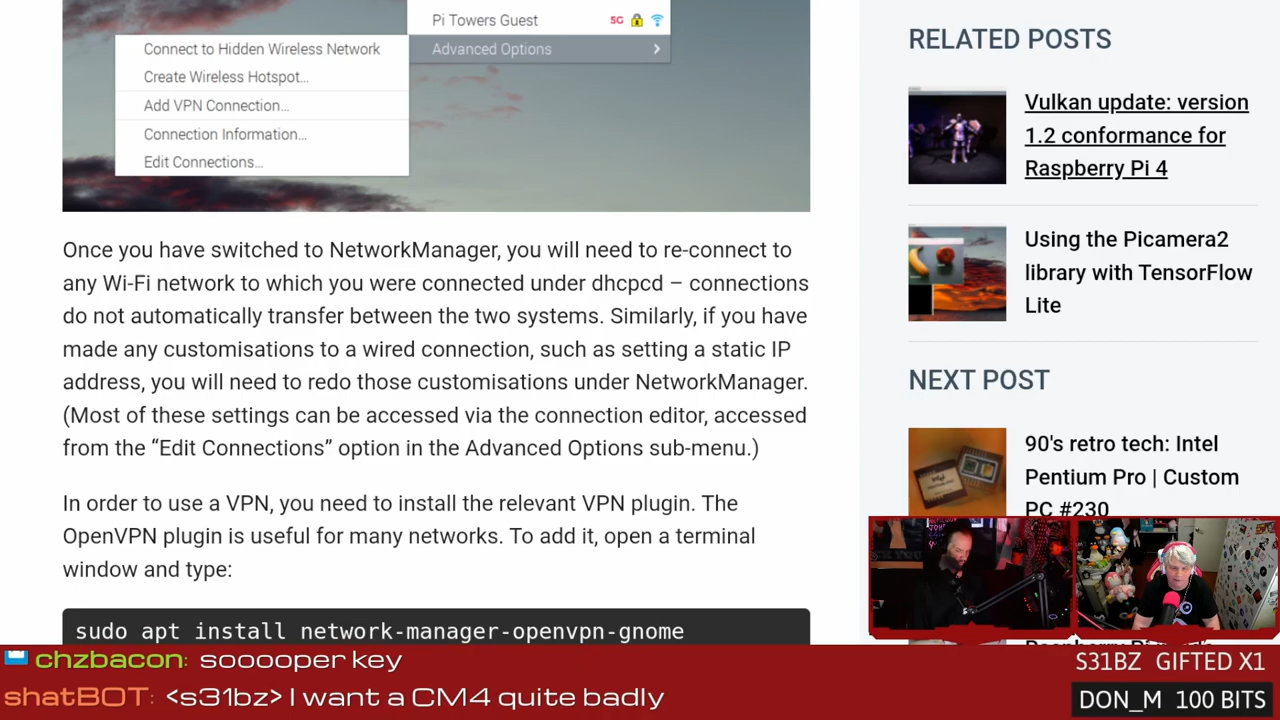 Pi Towers Guest 5G
Connect to Hidden Wireless Network
Advanced Options
Create Wireless Hotspot...
Add VPN Connection...
Connection Information...
Edit Connections...
Once you have switched to NetworkManager, you will need to re-connect to
any Wi-Fi network to which you were connected under dhcpcd – connections
do not automatically transfer between the two systems. Similarly, if you have
made any customisations to a wired connection, such as setting a static IP
address, you will need to redo those customisations under NetworkManager.
(Most of these settings can be accessed via the connection editor, accessed
from the “Edit Connections” option in the Advanced Options sub-menu.)
In order to use a VPN, you need to install the relevant VPN plugin. The
OpenVPN plugin is useful for many networks. To add it, open a terminal
window and type:
sudo apt install network-manager-openvpn-gnome
RELATED POSTS
Vulkan update: version
1.2 conformance for
Raspberry Pi 4
Using the Picamera2
library with TensorFlow
Lite
NEXT POST
90's retro tech: Intel
Pentium Pro | Custom
PC #230
chzbacon: sooooper key
shatBOT: <s31bz> I want a CM4 quite badly
S31BZ GIFTED X1
DON_M 100 BITS